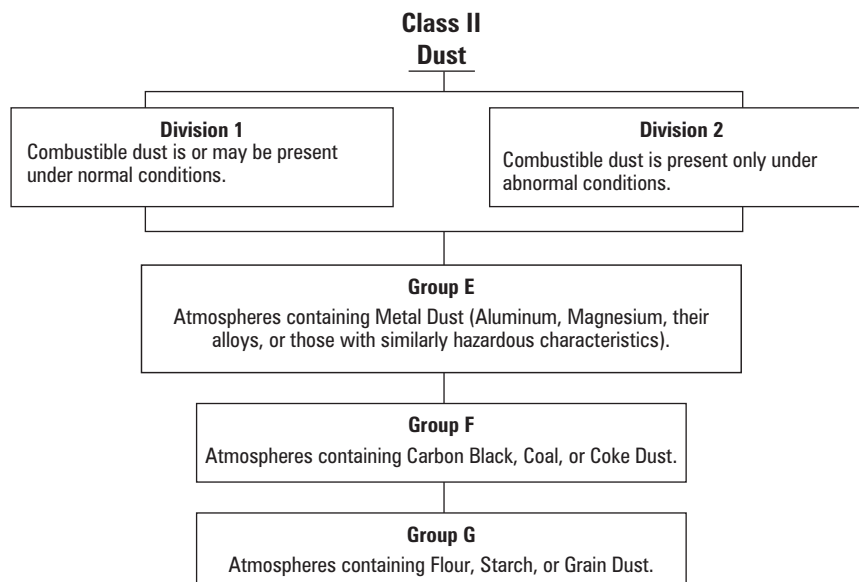 Class II
Dust
Division 1
Combustible dust is or may be present
under normal conditions.
Division 2
Combustible dust is present only under
abnormal conditions.
Group E
Atmospheres containing Metal Dust (Aluminum, Magnesium, their
alloys, or those with similarly hazardous characteristics).
Group F
Atmospheres containing Carbon Black, Coal, or Coke Dust.
Group G
Atmospheres containing Flour, Starch, or Grain Dust.